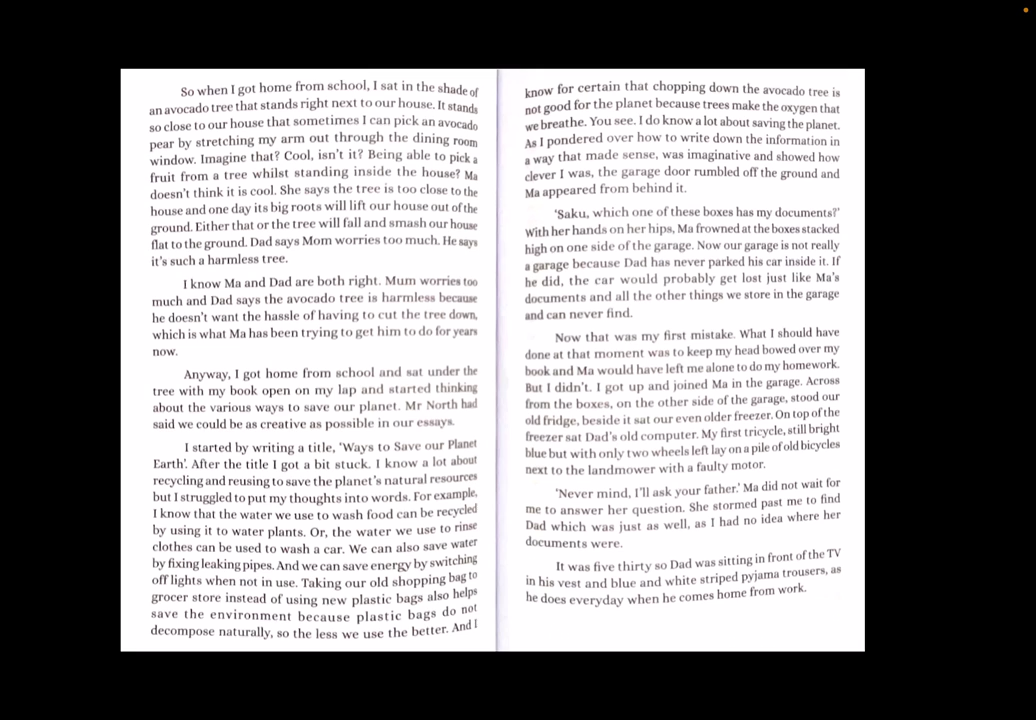 So when I got home from school, I sat in the shade of
an avocado tree that stands right next to our house. It stands
so close to our house that sometimes I can pick an avocado
pear by stretching my arm out through the dining room
window. Imagine that? Cool, isn't it? Being able to pick a
fruit from a tree whilst standing inside the house? Ma
doesn't think it is cool. She says the tree is too close to the
house and one day its big roots will lift our house out of the
ground. Either that or the tree will fall and smash our house
flat to the ground. Dad says Mom worries too much. He says
it's such a harmless tree.
I know Ma and Dad are both right. Mum worries too
much and Dad says the avocado tree is harmless because
he doesn't want the hassle of having to cut the tree down,
which is what Ma has been trying to get him to do for years
now.
Anyway, I got home from school and sat under the
tree with my book open on my lap and started thinking
about the various ways to save our planet. Mr North had
said we could be as creative as possible in our essays.
I started by writing a title, 'Ways to Save our Planet
Earth'. After the title I got a bit stuck. I know a lot about
recycling and reusing to save the planet's natural resources
but I struggled to put my thoughts into words. For example,
I know that the water we use to wash food can be recycled
by using it to water plants. Or, the water we use to rinse
clothes can be used to wash a car. We can also save water
by fixing leaking pipes. And we can save energy by switching
off lights when not in use. Taking our old shopping bag to
grocer store instead of using new plastic bags also helps
save the environment because plastic bags do not
decompose naturally, so the less we use the better. And I
know for certain that chopping down the avocado tree is
not good for the planet because trees make the oxygen that
we breathe. You see. I do know a lot about saving the planet.
As I pondered over how to write down the information in
a way that made sense, was imaginative and showed how
clever I was, the garage door rumbled off the ground and
Ma appeared from behind it.
'Saku, which one of these boxes has my documents?'
With her hands on her hips, Ma frowned at the boxes stacked
high on one side of the garage. Now our garage is not really
a garage because Dad has never parked his car inside it. If
he did, the car would probably get lost just like Ma's
documents and all the other things we store in the garage
and can never find.
Now that was my first mistake. What I should have
done at that moment was to keep my head bowed over my
book and Ma would have left me alone to do my homework.
But I didn't. I got up and joined Ma in the garage. Across
from the boxes, on the other side of the garage, stood our
old fridge, beside it sat our even older freezer. On top of the
freezer sat Dad's old computer. My first tricycle, still bright
blue but with only two wheels left lay on a pile of old bicycles
next to the landmower with a faulty motor.
'Never mind, I'll ask your father.' Ma did not wait for
me to answer her question. She stormed past me to find
Dad which was just as well, as I had no idea where her
documents were.
It was five thirty so Dad was sitting in front of the TV
in his vest and blue and white striped pyjama trousers, as
he does everyday when he comes home from work.